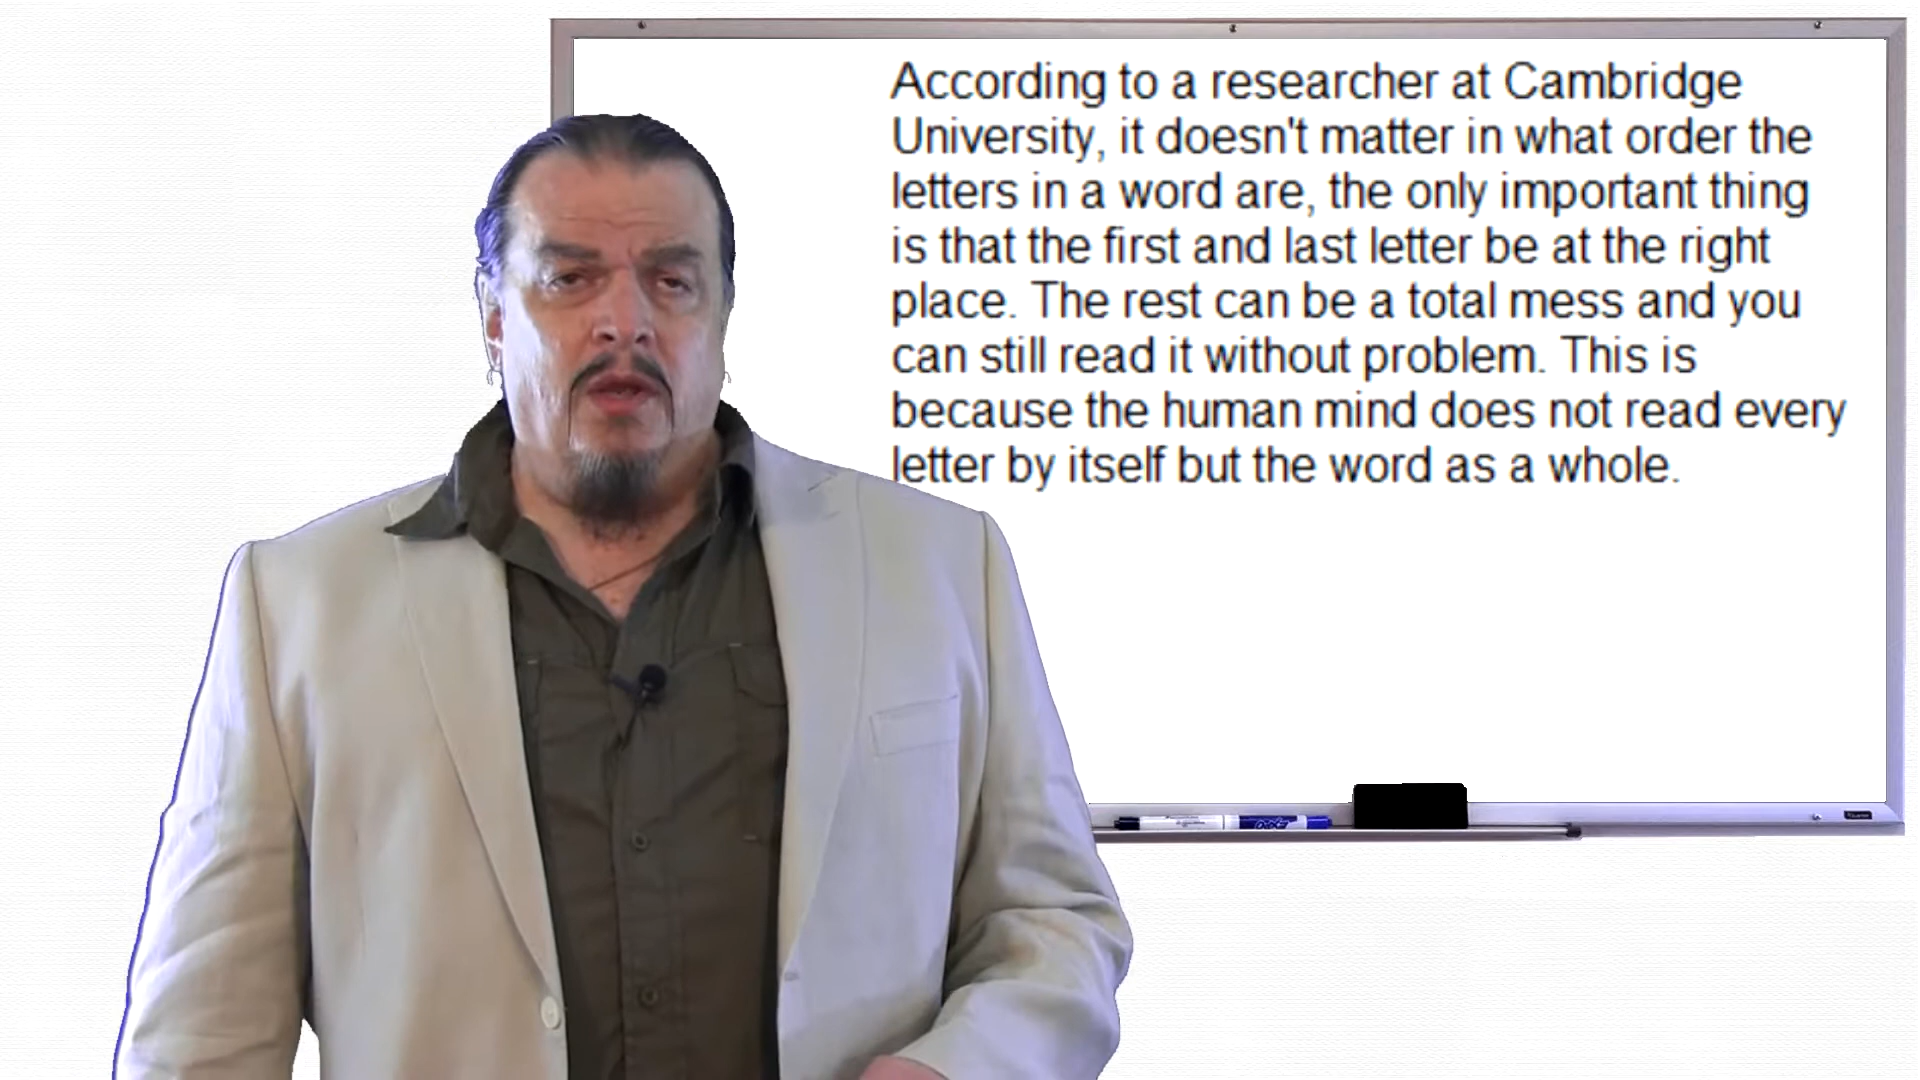 According to a researcher at Cambridge
University, it doesn't matter in what order the
letters in a word are, the only important thing
is that the first and last letter be at the right
place. The rest can be a total mess and you
can still read it without problem. This is
because the human mind does not read every
letter by itself but the word as a whole.